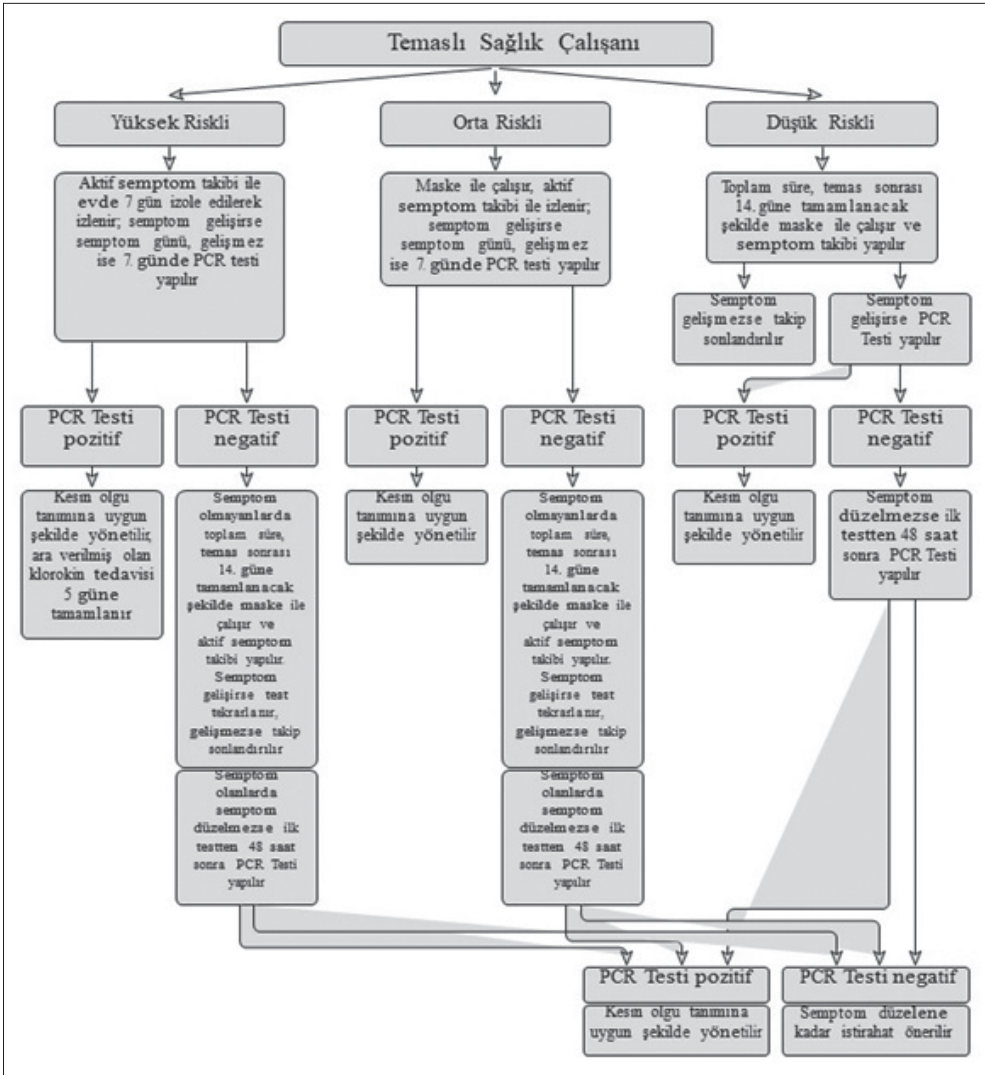 Temaslı Sağlık Çalışanı
Yüksek Riskli
Orta Riskli
Düşük Riskli
Aktif semptom takibi ile
evde 7 gün izole edilerek
izlenir; semptom gelişirse
semptom günü, gelişmez
ise 7. günde PCR testi
yapılır
Maske ile çalışır, aktif
semptom takibi ile izlenir;
semptom gelişirse
semptom günü, gelişmez
ise 7. günde PCR testi
yapılır
Toplam süre, temas sonrası
14. güne tamamlanacak
şekilde maske ile çalışır ve
semptom takibi yapılır
Semptom
gelişmezse takip
sonlandırılır
Semptom
gelişirse PCR
Testi yapılır
PCR Testi
pozitif
PCR Testi
negatif
PCR Testi
pozitif
PCR Testi
negatif
PCR Testi
pozitif
PCR Testi
negatif
Kesin olgu
tanımına uygun
şekilde yönetilir,
ara verilmiş olan
klorokin tedavisi
5 güne
tamamlanır
Semptom
olmayanlarda
toplam süre,
temas sonrası
14. güne
tamamlanacak
şekilde maske ile
çalışır ve
aktif semptom
takibi yapılır.
Semptom
gelişirse test
tekrarlanır,
gelişmezse takip
sonlandırılır
Semptom
olanlarda
semptom
düzelmezse ilk
testten 48 saat
sonra PCR Testi
yapılır
Kesin olgu
tanımına uygun
şekilde yönetilir
Semptom
olmayanlarda
toplam süre,
temas sonrası
14. güne
tamamlanacak
şekilde maske ile
çalışır ve
aktif semptom
takibi yapılır.
Semptom
gelişirse test
tekrarlanır,
gelişmezse takip
sonlandırılır
Semptom
olanlarda
semptom
düzelmezse ilk
testten 48 saat
sonra PCR Testi
yapılır
Kesin olgu
tanımına uygun
şekilde yönetilir
Semptom
düzelmezse ilk
testten 48 saat
sonra PCR Testi
yapılır
PCR Testi pozitif
Kesin olgu tanımına
uygun şekilde yönetilir
PCR Testi negatif
Semptom düzelene
kadar istirahat önerilir